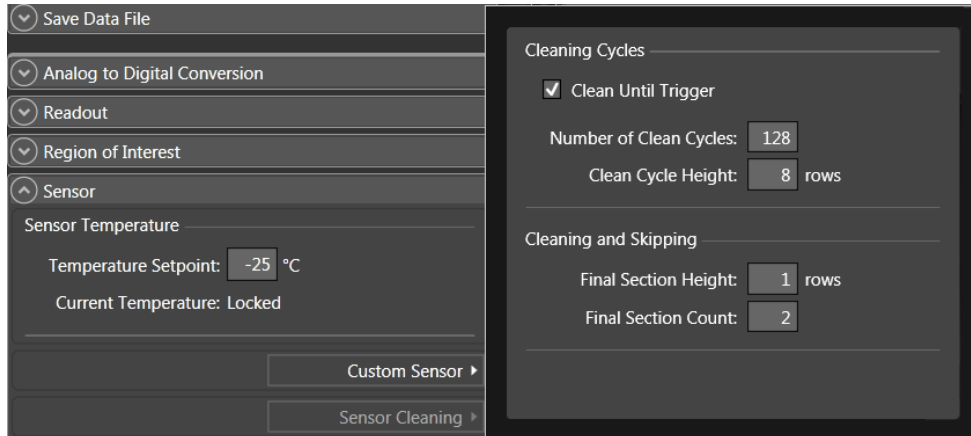 Save Data File
Analog to Digital Conversion
Readout
Region of Interest
Sensor
Sensor Temperature
Temperature Setpoint: -25 °C
Current Temperature: Locked
Custom Sensor
Sensor Cleaning
Cleaning Cycles
Clean Until Trigger
Number of Clean Cycles: 128
Clean Cycle Height: 8 rows
Cleaning and Skipping
Final Section Height: 1 rows
Final Section Count: 2